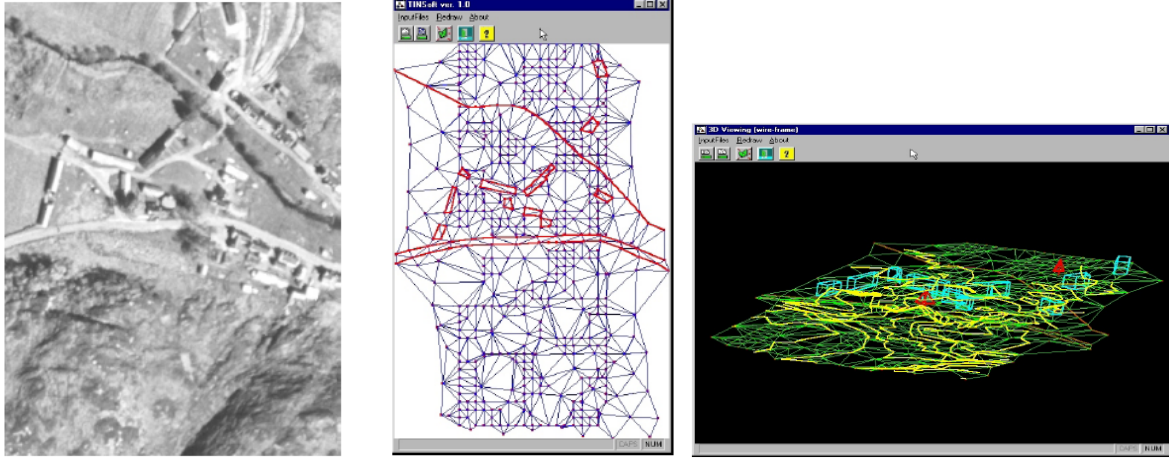 TINSoft ver. 1.0
InputFiles Redraw About
CAPS NUM
3D Viewing (wire-frame)
InputFiles Redraw About
CAPS NUM